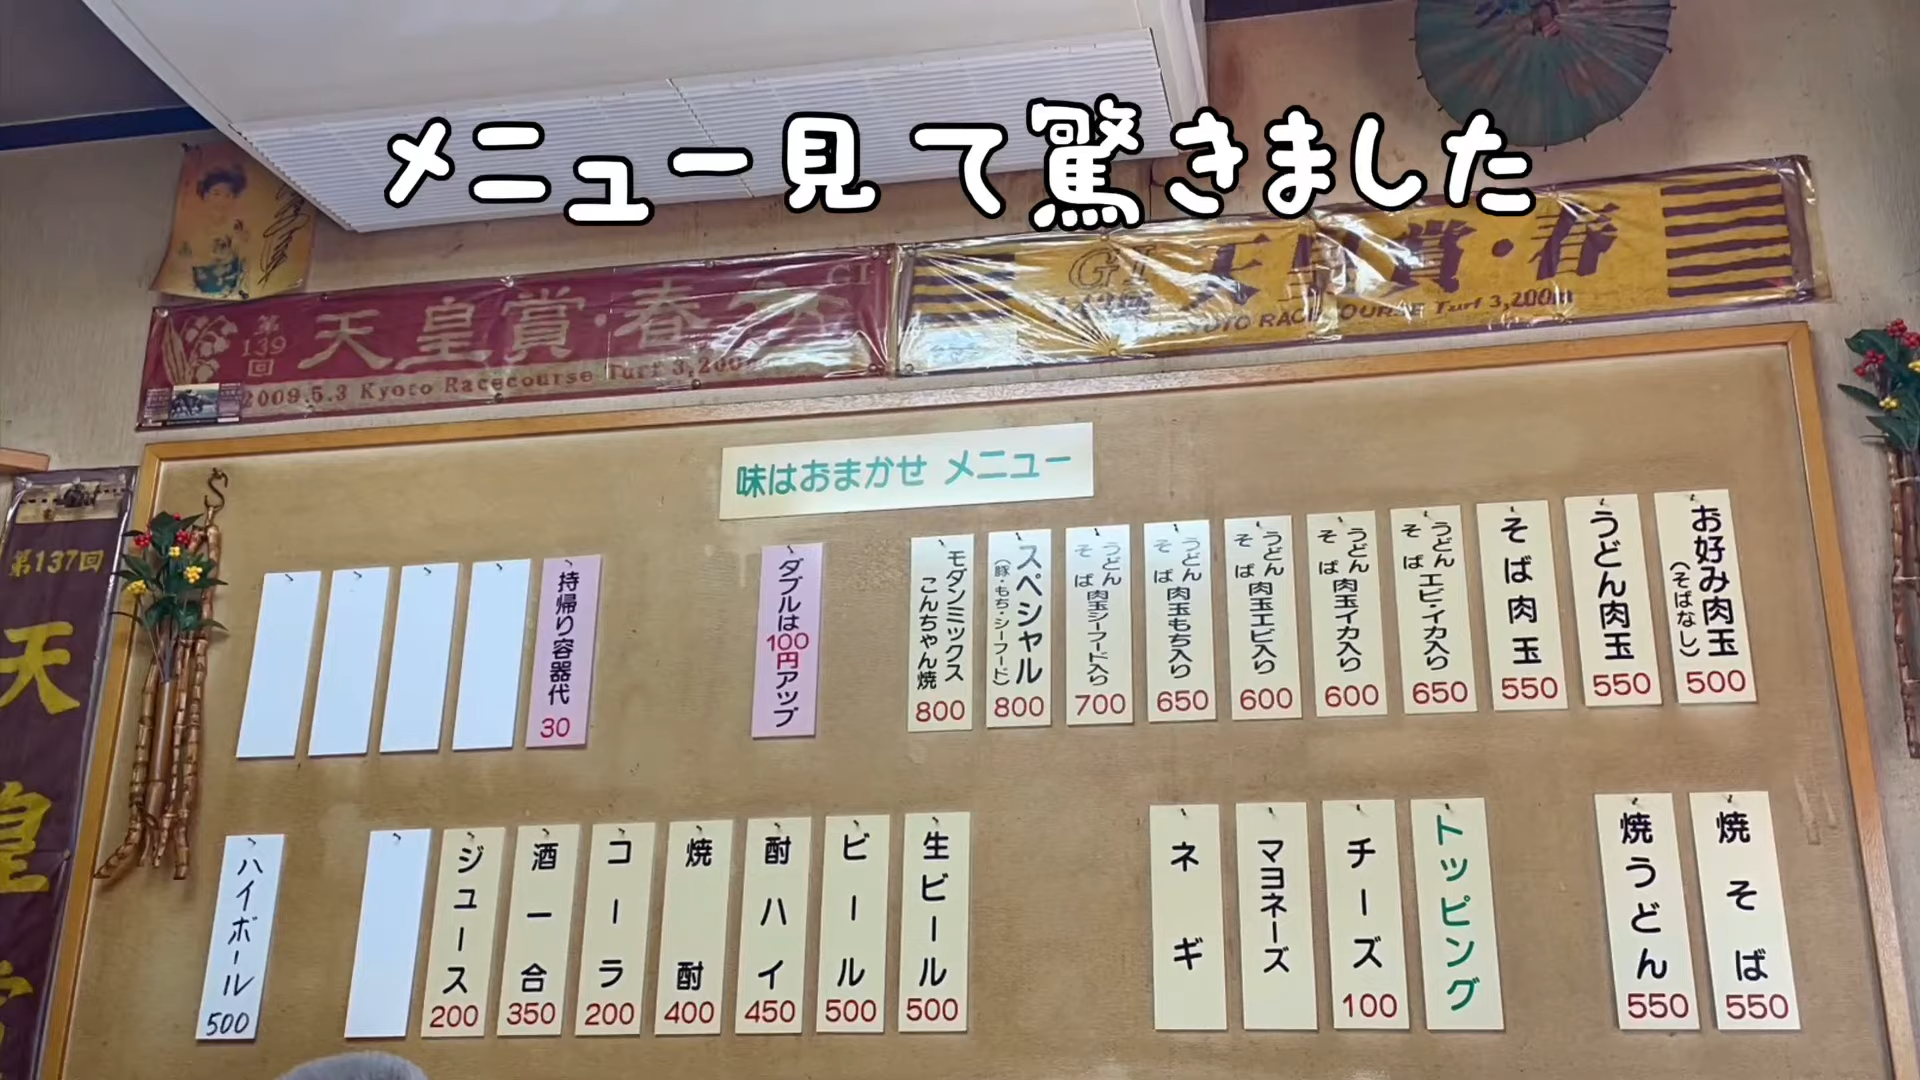 メニュー見て驚きました
第139回 天皇賞・春 GI
2009.5.3 Kyoto Racecourse Turf 3,200m
GI 天皇賞・春
KYOTO RACECOURSE Turf 3,200m
第137回
天皇
味はおまかせ メニュー
お好み肉玉 (そばなし) 500
うどん肉玉 550
そば肉玉 550
うどん そば エビ・イカ入り 650
うどん そば 肉玉イカ入り 600
うどん そば 肉玉エビ入り 600
うどん そば 肉玉もち入り 650
うどん そば 肉玉シーフード入り 700
スペシャル (豚・もち・シーフード) 800
モダンミックス こんちゃん焼 800
ダブルは100円アップ
持帰り容器代 30
焼そば 550
焼うどん 550
トッピング
チーズ 100
マヨネーズ
ネギ
生ビール 500
ビール 500
酎ハイ 450
焼酎 400
コーラ 200
酒一合 350
ジュース 200
ハイボール 500